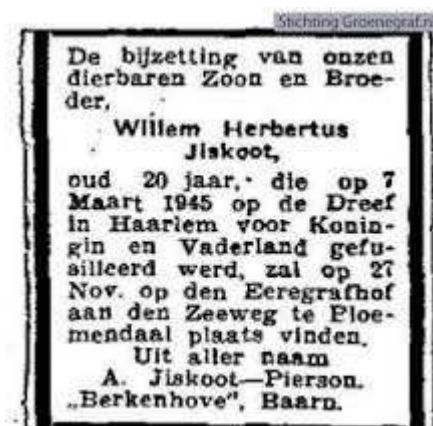 Stichting Groenegraf.n
De bijzetting van onzen
dierbaren Zoon en Broe-
der,
Willem Herbertus
Jiskoot,
oud 20 jaar, die op 7
Maart 1945 op de Dreef
in Haarlem voor Konin-
gin en Vaderland gefu-
silleerd werd, zal op 27
Nov. op den Eeregrafhof
aan den Zeeweg te Ploe-
mendaal plaats vinden.
Uit aller naam
A. Jiskoot—Pierson.
„Berkenhove", Baarn.